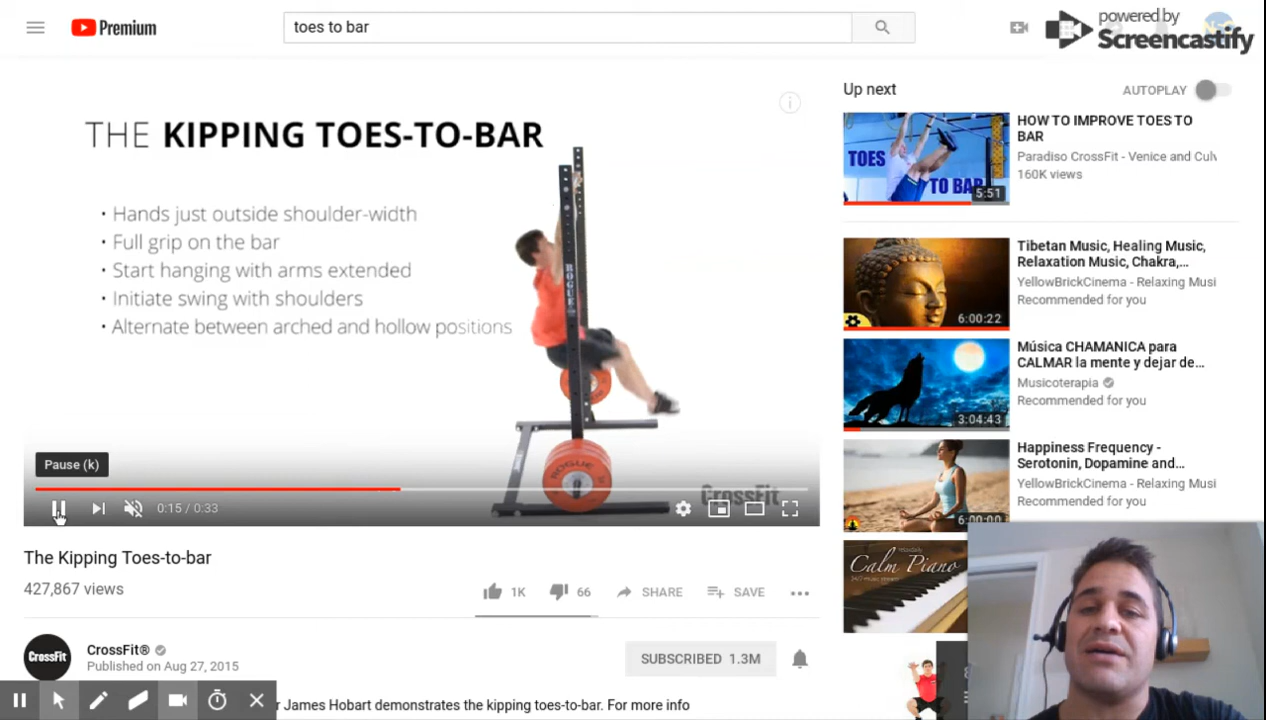 Premium
toes to bar
powered by
Screencastify
THE KIPPING TOES-TO-BAR
• Hands just outside shoulder-width
• Full grip on the bar
• Start hanging with arms extended
• Initiate swing with shoulders
• Alternate between arched and hollow positions
ROGUE
ROGUE
CrossFit
Pause (k)
0:15 / 0:33
The Kipping Toes-to-bar
427,867 views
1K
66
SHARE
SAVE
CrossFit
CrossFit®
Published on Aug 27, 2015
SUBSCRIBED 1.3M
James Hobart demonstrates the kipping toes-to-bar. For more info
Up next
AUTOPLAY
TOES
TO BAR
5:51
HOW TO IMPROVE TOES TO
BAR
Paradiso CrossFit - Venice and Culv
160K views
6:00:22
Tibetan Music, Healing Music,
Relaxation Music, Chakra,...
YellowBrickCinema - Relaxing Musi
Recommended for you
3:04:43
Música CHAMANICA para
CALMAR la mente y dejar de...
Musicoterapia
Recommended for you
6:00:00
Happiness Frequency -
Serotonin, Dopamine and...
YellowBrickCinema - Relaxing Musi
Recommended for you
Calm Piano